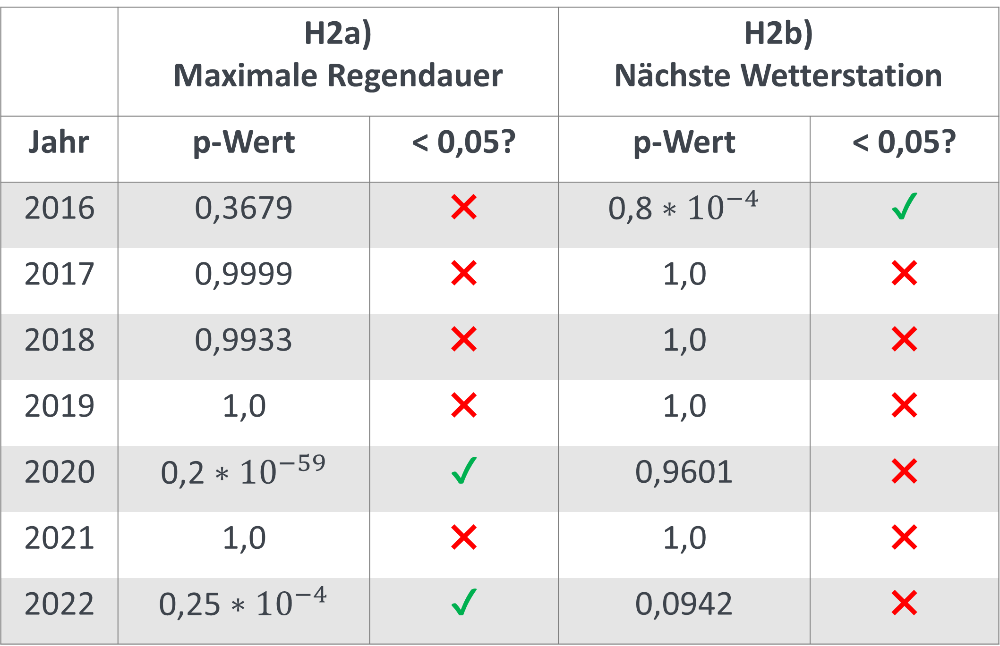 H2a)
Maximale Regendauer
H2b)
Nächste Wetterstation
Jahr p-Wert < 0,05? p-Wert < 0,05?
2016 0,3679 ✕ 0,8 ∗ 10⁻⁴ ✓
2017 0,9999 ✕ 1,0 ✕
2018 0,9933 ✕ 1,0 ✕
2019 1,0 ✕ 1,0 ✕
2020 0,2 ∗ 10⁻⁵⁹ ✓ 0,9601 ✕
2021 1,0 ✕ 1,0 ✕
2022 0,25 ∗ 10⁻⁴ ✓ 0,0942 ✕